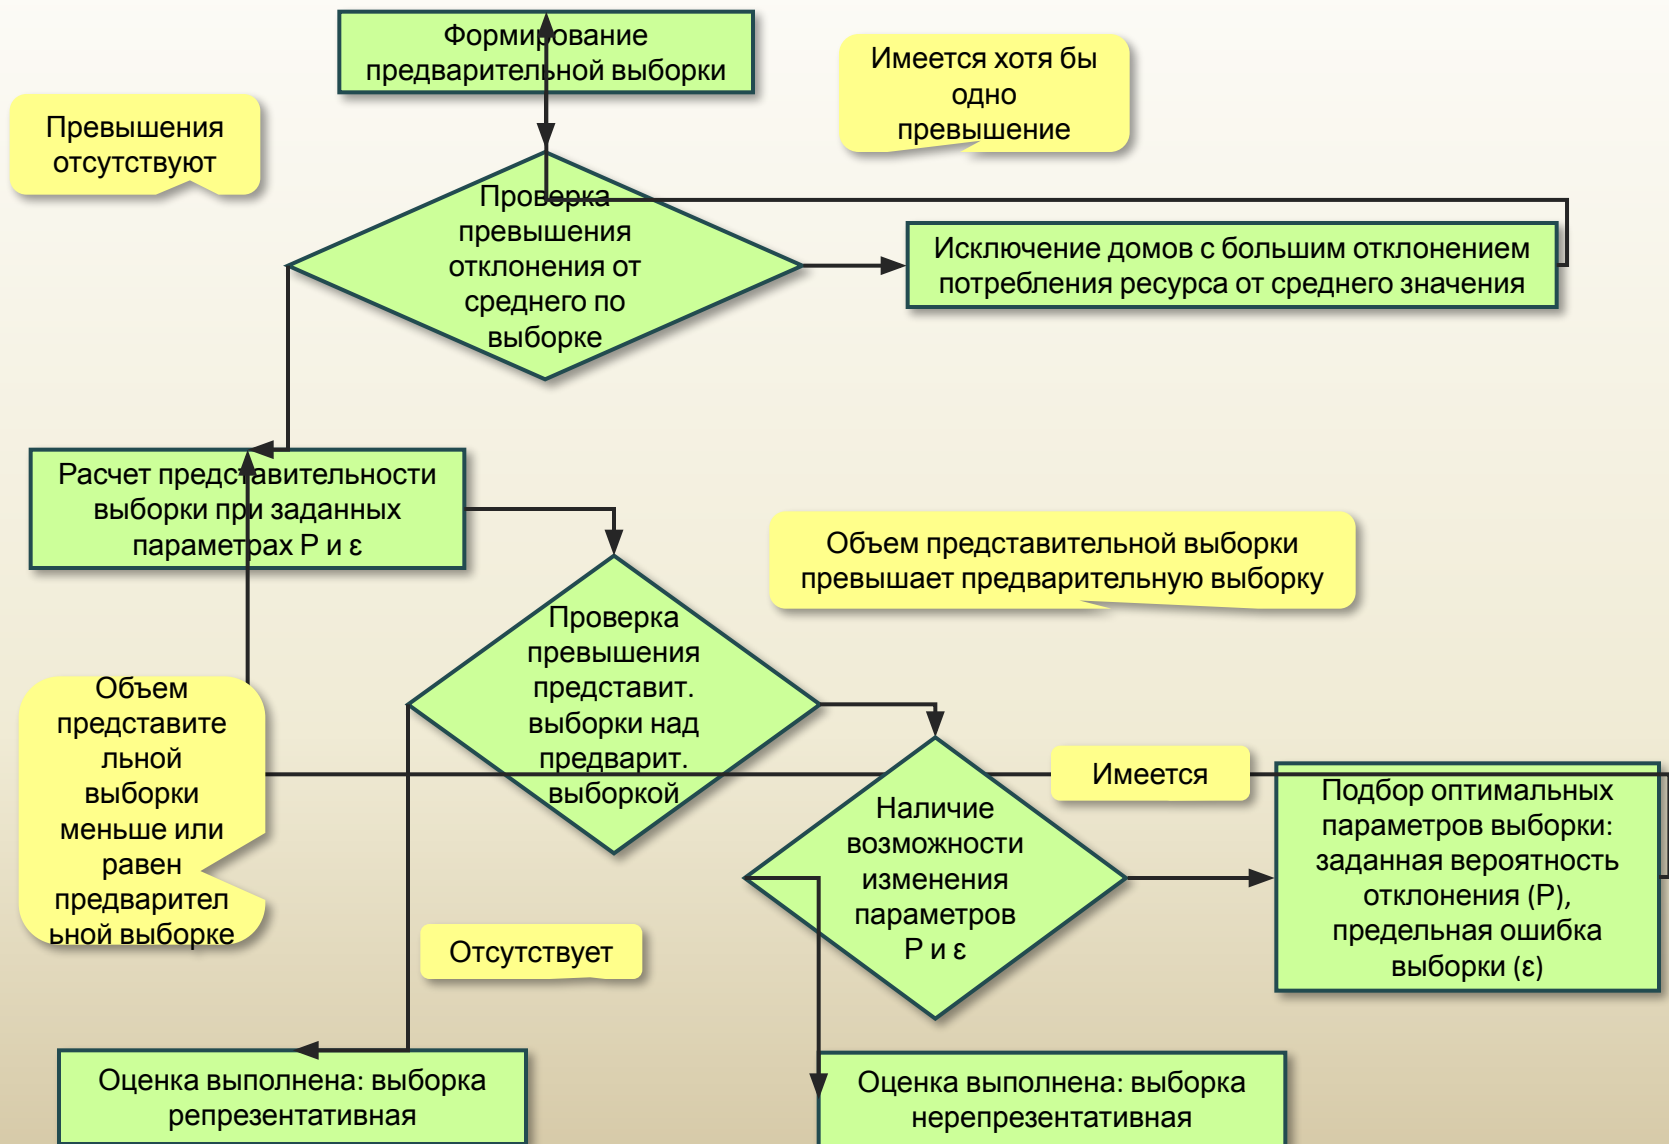 Формирование
предварительной выборки
Имеется хотя бы
одно
превышение
Превышения
отсутствуют
Проверка
превышения
отклонения от
среднего по
выборке
Исключение домов с большим отклонением
потребления ресурса от среднего значения
Расчет представительности
выборки при заданных
параметрах Р и ε
Объем представительной выборки
превышает предварительную выборку
Проверка
превышения
представит.
выборки над
предварит.
выборкой
Объем
представите
льной
выборки
меньше или
равен
предварител
ьной выборке
Имеется
Наличие
возможности
изменения
параметров
Р и ε
Подбор оптимальных
параметров выборки:
заданная вероятность
отклонения (Р),
предельная ошибка
выборки (ε)
Отсутствует
Оценка выполнена: выборка
репрезентативная
Оценка выполнена: выборка
нерепрезентативная